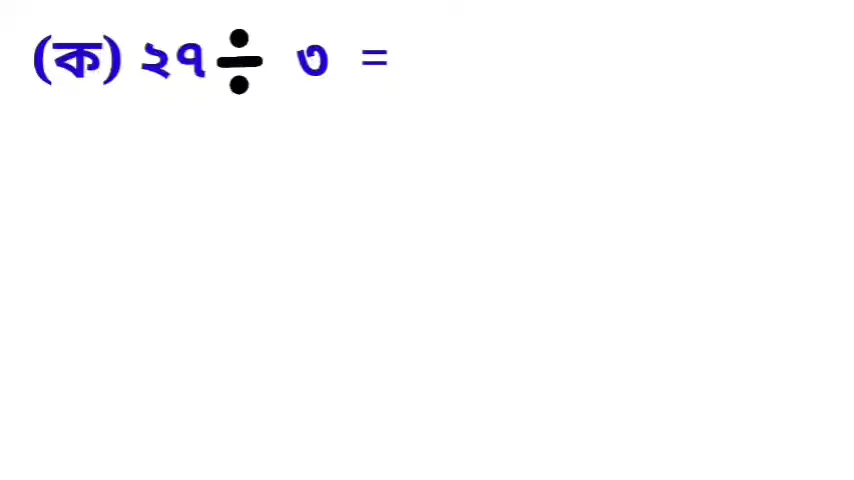 (ক) ২৭ ÷ ৩ =